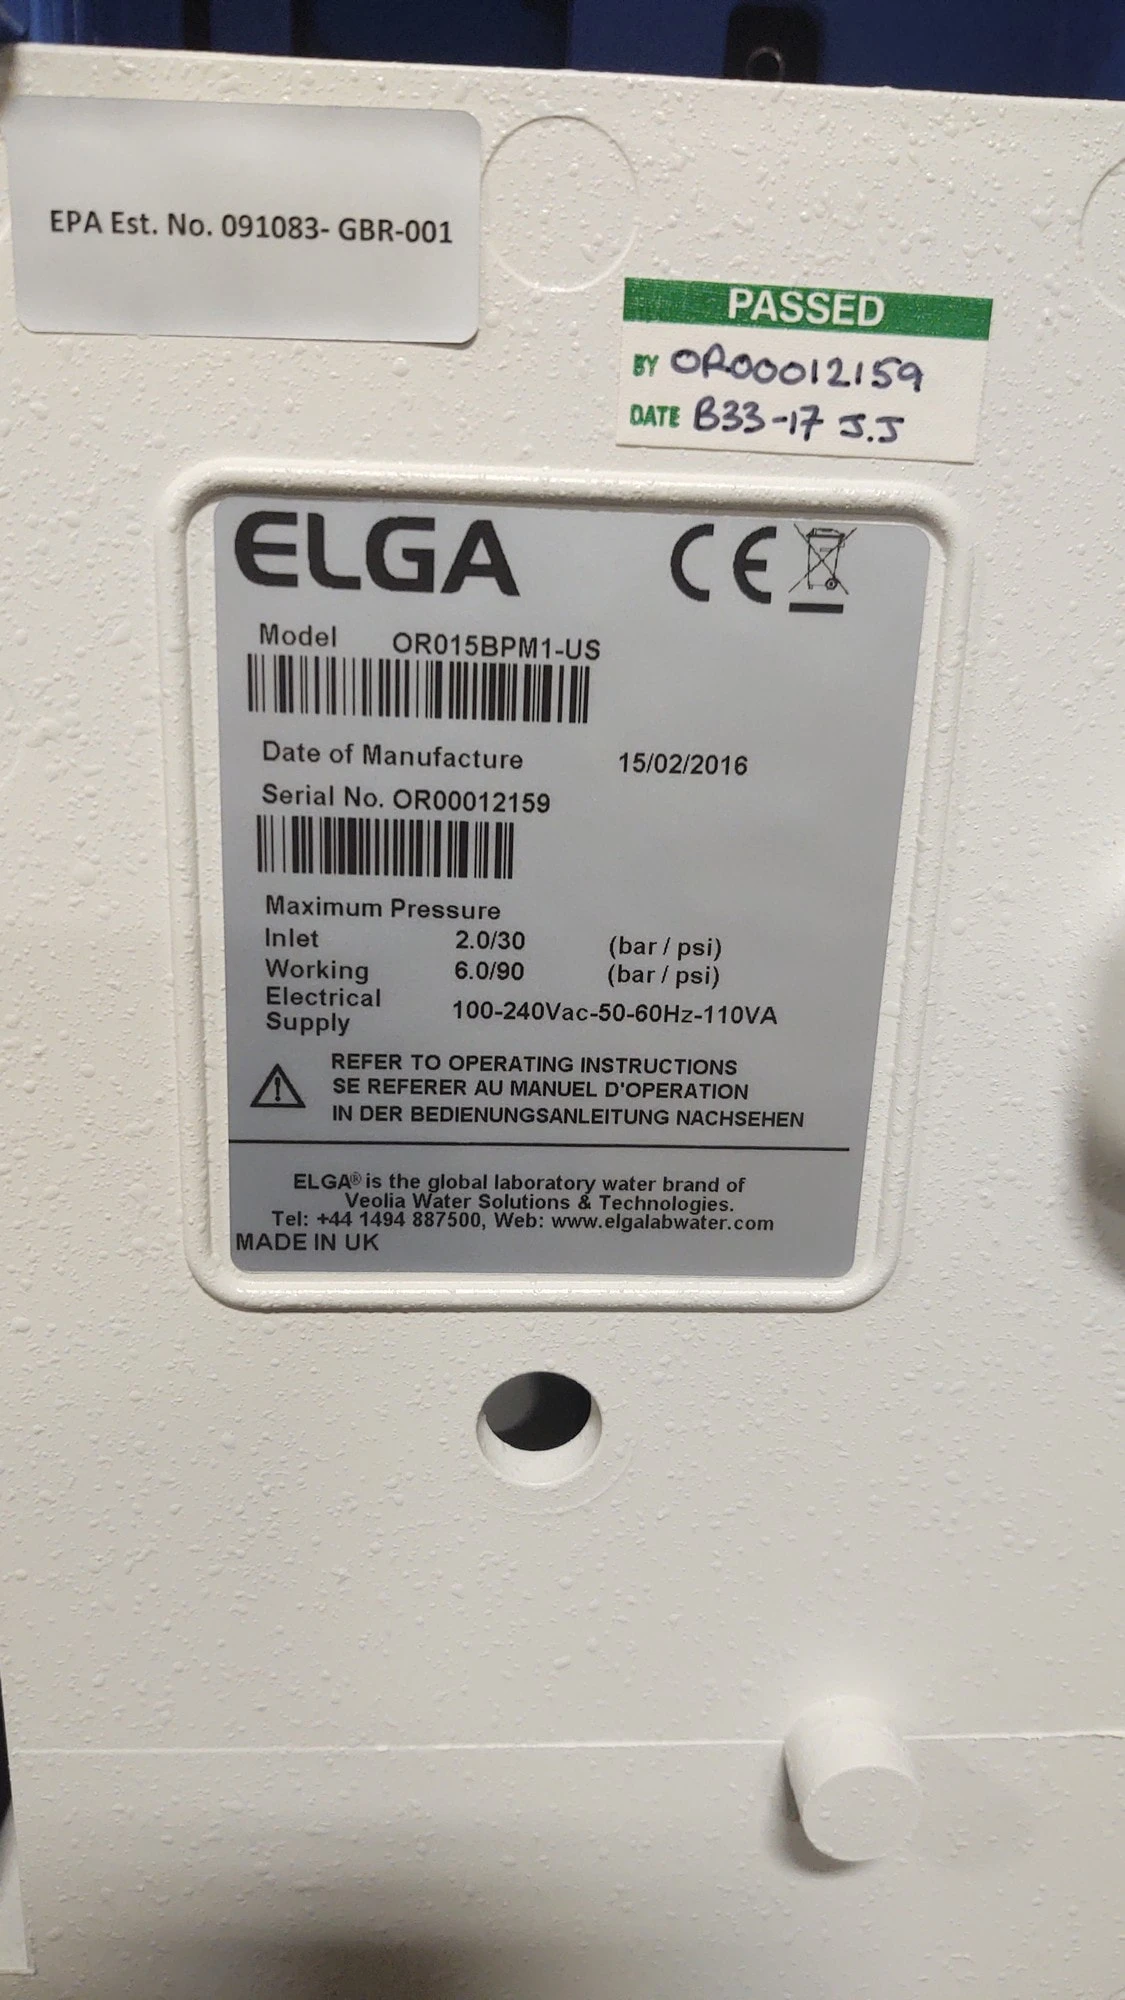 EPA Est. No. 091083- GBR-001
PASSED
BY OR00012159
DATE B33-17 J.J
ELGA CE
Model OR015BPM1-US
Date of Manufacture 15/02/2016
Serial No. OR00012159
Maximum Pressure
Inlet 2.0/30 (bar / psi)
Working 6.0/90 (bar / psi)
Electrical
Supply 100-240Vac-50-60Hz-110VA
REFER TO OPERATING INSTRUCTIONS
SE REFERER AU MANUEL D'OPERATION
IN DER BEDIENUNGSANLEITUNG NACHSEHEN
ELGA® is the global laboratory water brand of
Veolia Water Solutions & Technologies.
Tel: +44 1494 887500, Web: www.elgalabwater.com
MADE IN UK